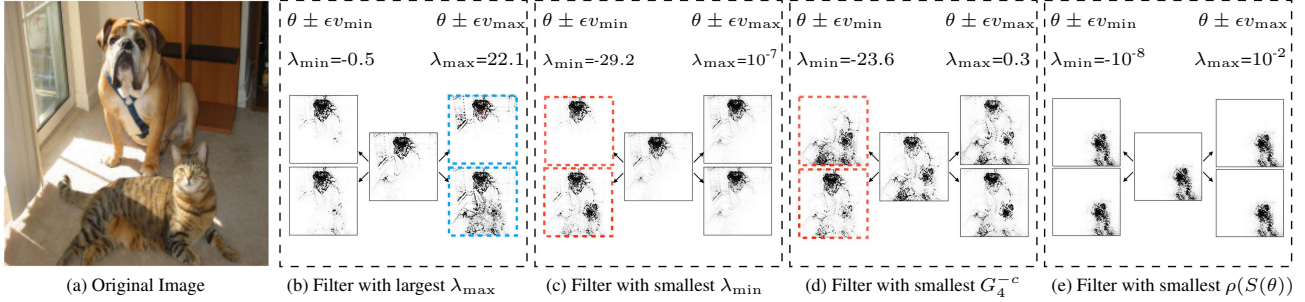 θ ± ϵv_min θ ± ϵv_max
λ_min=-0.5 λ_max=22.1
θ ± ϵv_min θ ± ϵv_max
λ_min=-29.2 λ_max=10⁻⁷
θ ± ϵv_min θ ± ϵv_max
λ_min=-23.6 λ_max=0.3
θ ± ϵv_min θ ± ϵv_max
λ_min=-10⁻⁸ λ_max=10⁻²
(a) Original Image
(b) Filter with largest λ_max
(c) Filter with smallest λ_min
(d) Filter with smallest G₄⁻ᶜ
(e) Filter with smallest ρ(S(θ))